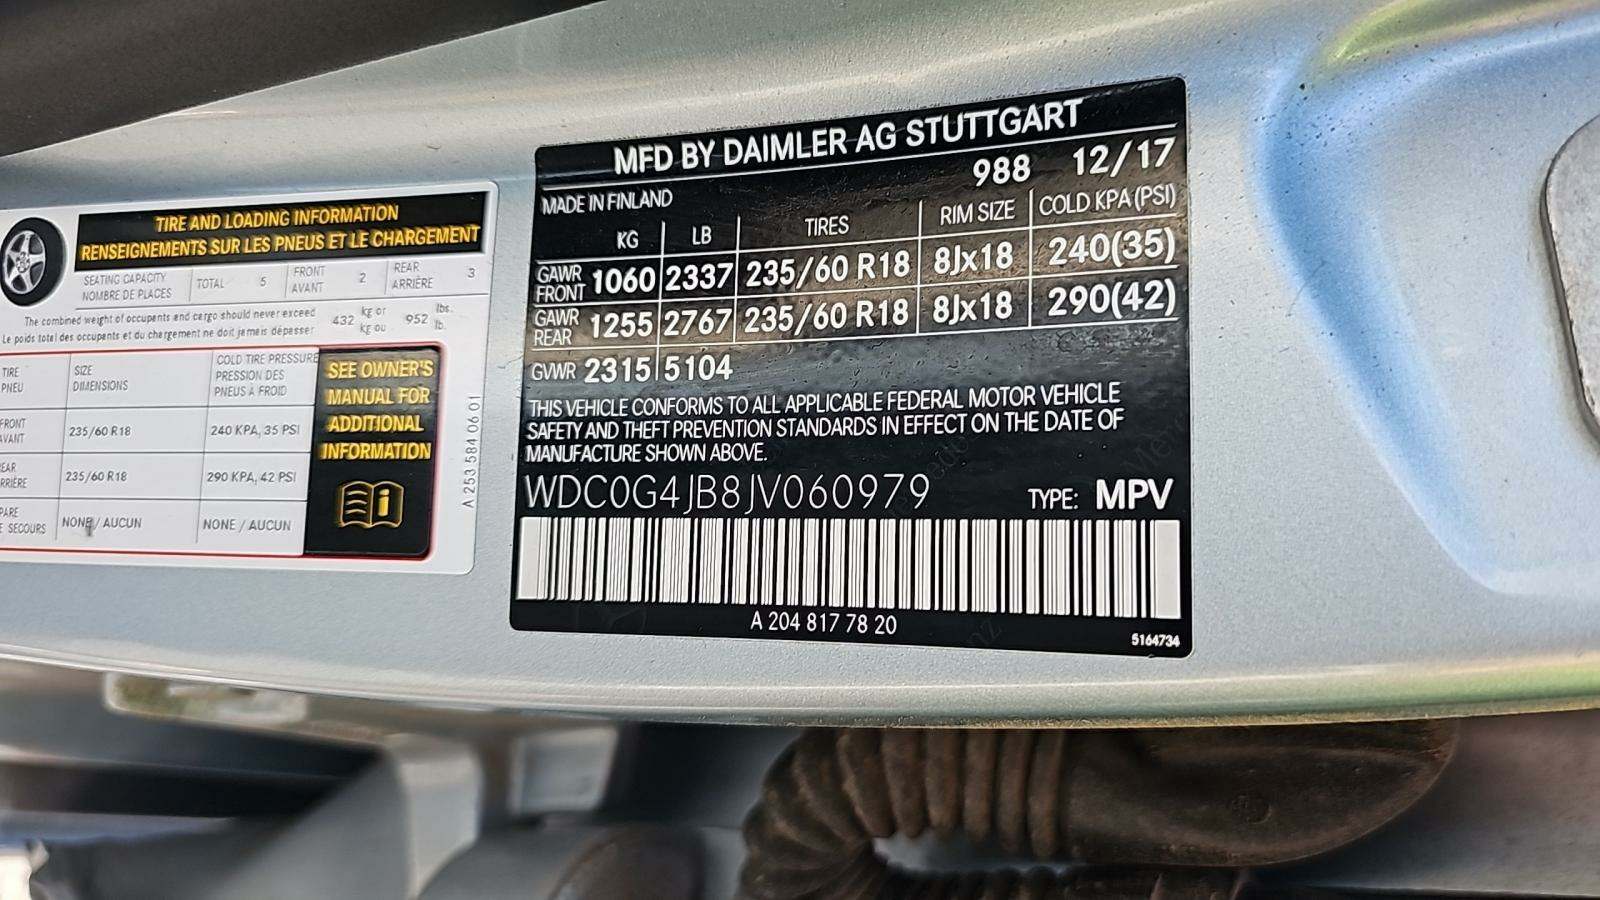 TIRE AND LOADING INFORMATION
RENSEIGNEMENTS SUR LES PNEUS ET LE CHARGEMENT
SEATING CAPACITY
NOMBRE DE PLACES
TOTAL 5
FRONT
AVANT
2
REAR
ARRIÈRE
3
The combined weight of occupants and cargo should never exceed
Le poids total des occupants et du chargement ne doit jamais dépasser
432
kg or
kg ou
952
lbs.
lb.
TIRE
PNEU
SIZE
DIMENSIONS
COLD TIRE PRESSURE
PRESSION DES
PNEUS A FROID
FRONT
AVANT
235/60 R18
240 KPA, 35 PSI
EAR
RRIÈRE
235/60 R18
290 KPA, 42 PSI
PARE
E SECOURS
NONE / AUCUN
NONE / AUCUN
SEE OWNER'S
MANUAL FOR
ADDITIONAL
INFORMATION
A 253 584 06 01
MFD BY DAIMLER AG STUTTGART
MADE IN FINLAND 988 12/17
KG LB TIRES RIM SIZE COLD KPA (PSI)
GAWR
FRONT
1060 2337 235/60 R18 8Jx18 240(35)
GAWR
REAR
1255 2767 235/60 R18 8Jx18 290(42)
GVWR 2315 5104
THIS VEHICLE CONFORMS TO ALL APPLICABLE FEDERAL MOTOR VEHICLE
SAFETY AND THEFT PREVENTION STANDARDS IN EFFECT ON THE DATE OF
MANUFACTURE SHOWN ABOVE.
WDC0G4JB8JV060979 TYPE: MPV
A 204 817 78 20
5164734